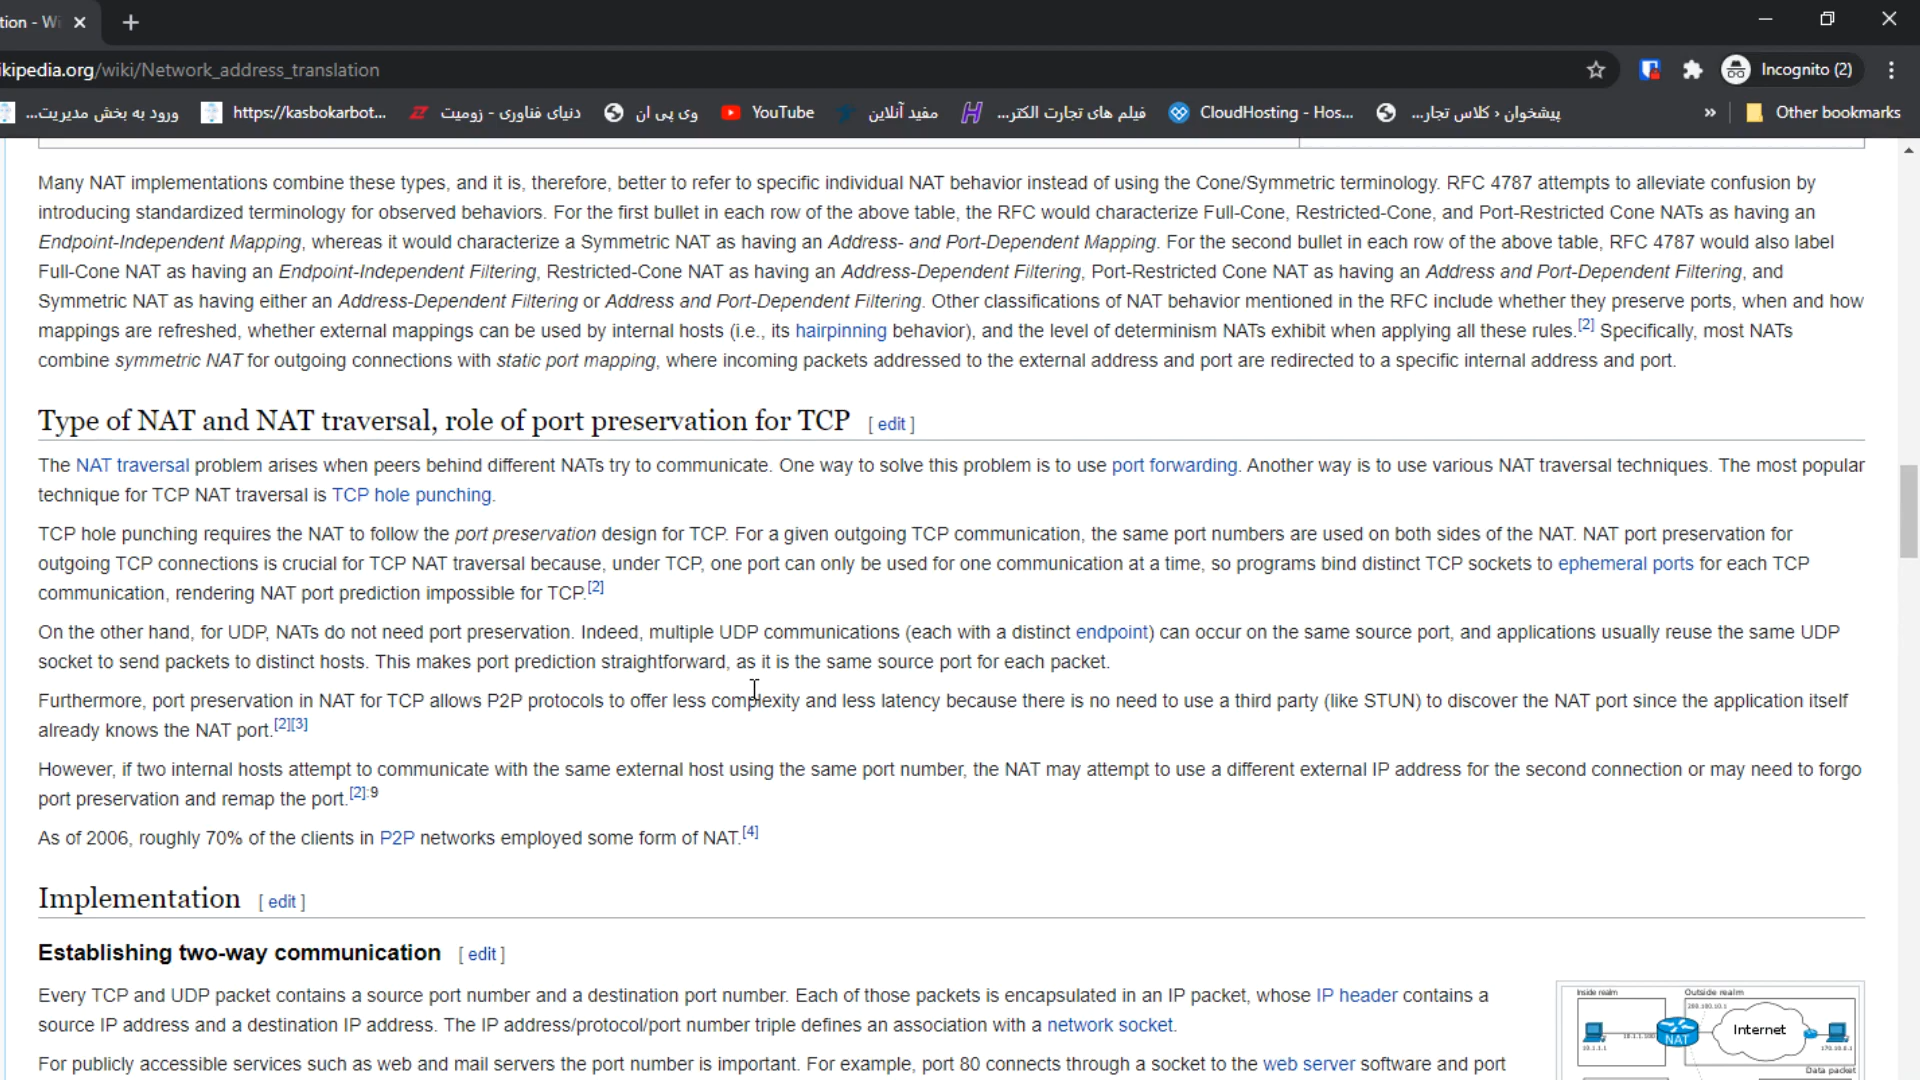 tion - Wi
ikipedia.org/wiki/Network_address_translation
Incognito (2)
ورود به بخش مدیریت...
https://kasbokarbot...
دنیای فناوری - زومیت
وی پی ان
YouTube
مفید آنلاین
فیلم های تجارت الکتر...
CloudHosting - Hos...
پیشخوان ‹ کلاس تجار...
»
Other bookmarks
Many NAT implementations combine these types, and it is, therefore, better to refer to specific individual NAT behavior instead of using the Cone/Symmetric terminology. RFC 4787 attempts to alleviate confusion by
introducing standardized terminology for observed behaviors. For the first bullet in each row of the above table, the RFC would characterize Full-Cone, Restricted-Cone, and Port-Restricted Cone NATs as having an
Endpoint-Independent Mapping, whereas it would characterize a Symmetric NAT as having an Address- and Port-Dependent Mapping. For the second bullet in each row of the above table, RFC 4787 would also label
Full-Cone NAT as having an Endpoint-Independent Filtering, Restricted-Cone NAT as having an Address-Dependent Filtering, Port-Restricted Cone NAT as having an Address and Port-Dependent Filtering, and
Symmetric NAT as having either an Address-Dependent Filtering or Address and Port-Dependent Filtering. Other classifications of NAT behavior mentioned in the RFC include whether they preserve ports, when and how
mappings are refreshed, whether external mappings can be used by internal hosts (i.e., its hairpinning behavior), and the level of determinism NATs exhibit when applying all these rules.[2] Specifically, most NATs
combine symmetric NAT for outgoing connections with static port mapping, where incoming packets addressed to the external address and port are redirected to a specific internal address and port.
Type of NAT and NAT traversal, role of port preservation for TCP [ edit ]
The NAT traversal problem arises when peers behind different NATs try to communicate. One way to solve this problem is to use port forwarding. Another way is to use various NAT traversal techniques. The most popular
technique for TCP NAT traversal is TCP hole punching.
TCP hole punching requires the NAT to follow the port preservation design for TCP. For a given outgoing TCP communication, the same port numbers are used on both sides of the NAT. NAT port preservation for
outgoing TCP connections is crucial for TCP NAT traversal because, under TCP, one port can only be used for one communication at a time, so programs bind distinct TCP sockets to ephemeral ports for each TCP
communication, rendering NAT port prediction impossible for TCP.[2]
On the other hand, for UDP, NATs do not need port preservation. Indeed, multiple UDP communications (each with a distinct endpoint) can occur on the same source port, and applications usually reuse the same UDP
socket to send packets to distinct hosts. This makes port prediction straightforward, as it is the same source port for each packet.
Furthermore, port preservation in NAT for TCP allows P2P protocols to offer less complexity and less latency because there is no need to use a third party (like STUN) to discover the NAT port since the application itself
already knows the NAT port.[2][3]
However, if two internal hosts attempt to communicate with the same external host using the same port number, the NAT may attempt to use a different external IP address for the second connection or may need to forgo
port preservation and remap the port.[2]:9
As of 2006, roughly 70% of the clients in P2P networks employed some form of NAT.[4]
Implementation [ edit ]
Establishing two-way communication [ edit ]
Every TCP and UDP packet contains a source port number and a destination port number. Each of those packets is encapsulated in an IP packet, whose IP header contains a
source IP address and a destination IP address. The IP address/protocol/port number triple defines an association with a network socket.
For publicly accessible services such as web and mail servers the port number is important. For example, port 80 connects through a socket to the web server software and port
Inside realm
Outside realm
Internet
NAT
Data packet